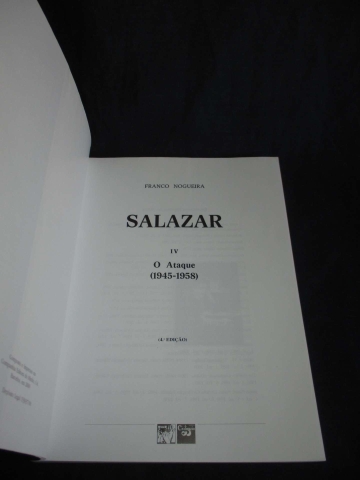 FRANCO NOGUEIRA
SALAZAR
IV
O Ataque
(1945-1958)
(4.ª EDIÇÃO)